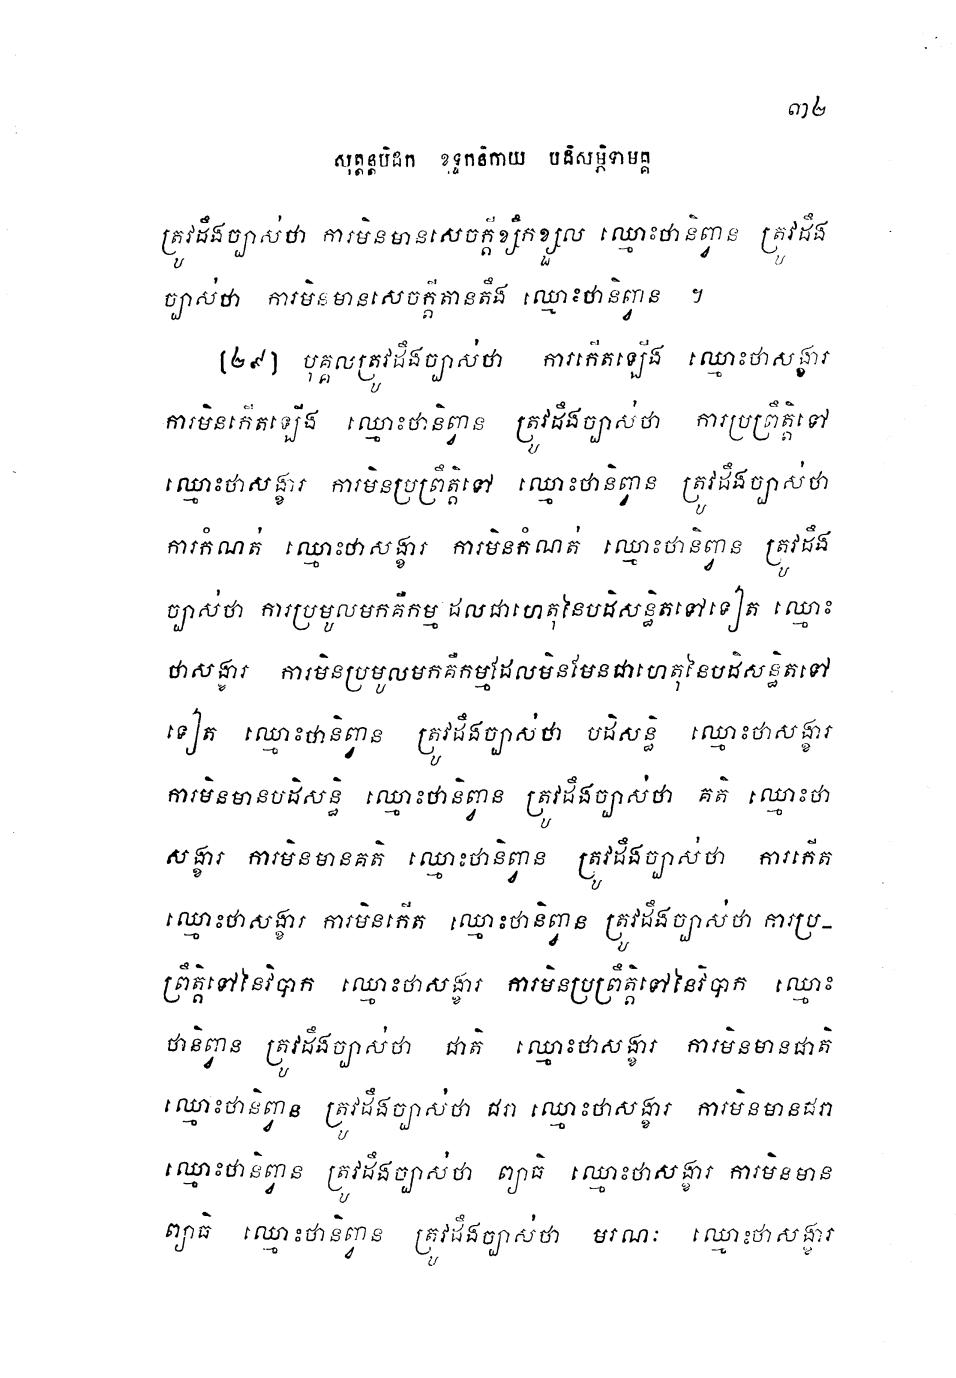 ៣២
សុត្តន្តបិដក ខុទ្ទកនិកាយ បដិសម្ភិទាមគ្គ
ត្រូវដឹងច្បាស់ថា ការមិនមានសេចក្តីខ្សឹកខ្សួល ឈ្មោះថានិព្វាន ត្រូវដឹង
ច្បាស់ថា ការមិនមានសេចក្តីតានតឹង ឈ្មោះថានិព្វាន ។
[២៩] បុគ្គលត្រូវដឹងច្បាស់ថា ការកើតឡើង ឈ្មោះថាសង្ខារ
ការមិនកើតឡើង ឈ្មោះថានិព្វាន ត្រូវដឹងច្បាស់ថា ការប្រព្រឹត្តិទៅ
ឈ្មោះថាសង្ខារ ការមិនប្រព្រឹត្តិទៅ ឈ្មោះថានិព្វាន ត្រូវដឹងច្បាស់ថា
ការកំណត់ ឈ្មោះថាសង្ខារ ការមិនកំណត់ ឈ្មោះថានិព្វាន ត្រូវដឹង
ច្បាស់ថា ការប្រមូលមកគឺកម្ម ដលជាហេតុនៃបដិសន្ធិតទៅទៀត ឈ្មោះ
ថាសង្ខារ ការមិនប្រមូលមកគឺកម្មដែលមិនមែនជាហេតុនៃបដិសន្ធិតទៅ
ទៀត ឈ្មោះថានិព្វាន ត្រូវដឹងច្បាស់ថា បដិសន្ធិ ឈ្មោះថាសង្ខារ
ការមិនមានបដិសន្ធិ ឈ្មោះថានិព្វាន ត្រូវដឹងច្បាស់ថា គតិ ឈ្មោះថា
សង្ខារ ការមិនមានគតិ ឈ្មោះថានិព្វាន ត្រូវដឹងច្បាស់ថា ការកើត
ឈ្មោះថាសង្ខារ ការមិនកើត ឈ្មោះថានិព្វាន ត្រូវដឹងច្បាស់ថា ការប្រ-
ព្រឹត្តិទៅនៃវិបាក ឈ្មោះថាសង្ខារ ការមិនប្រព្រឹត្តិទៅនៃវិបាក ឈ្មោះ
ថានិព្វាន ត្រូវដឹងច្បាស់ថា ជាតិ ឈ្មោះថាសង្ខារ ការមិនមានជាតិ
ឈ្មោះថានិព្វាន ត្រូវដឹងច្បាស់ថា ជរា ឈ្មោះថាសង្ខារ ការមិនមានជរា
ឈ្មោះថានិព្វាន ត្រូវដឹងច្បាស់ថា ព្យាធិ ឈ្មោះថាសង្ខារ ការមិនមាន
ព្យាធិ ឈ្មោះថានិព្វាន ត្រូវដឹងច្បាស់ថា មរណៈ ឈ្មោះថាសង្ខារ